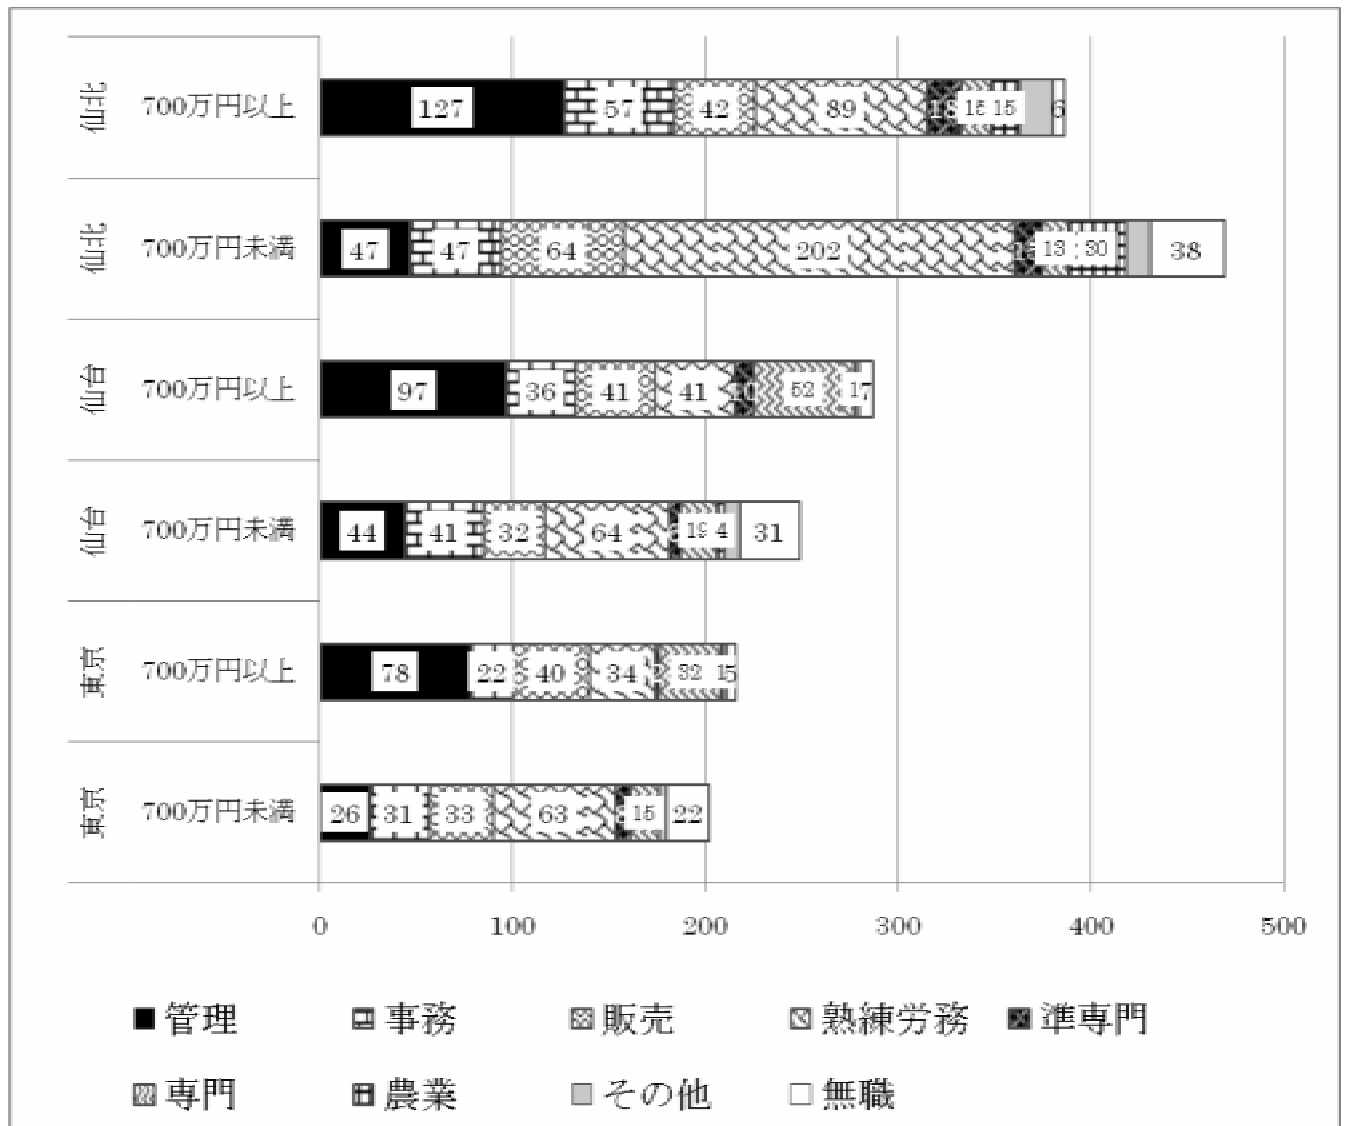 仙北 700万円以上 127 57 42 89 15 15 6
仙北 700万円未満 47 47 64 202 13 30 38
仙台 700万円以上 97 36 41 41 52 1 7
仙台 700万円未満 44 41 32 64 19 4 31
東京 700万円以上 78 22 40 34 32 1 5
東京 700万円未満 26 31 33 63 15 22
0 100 200 300 400 500
管理 事務 販売 熟練労務 準専門
専門 農業 その他 無職